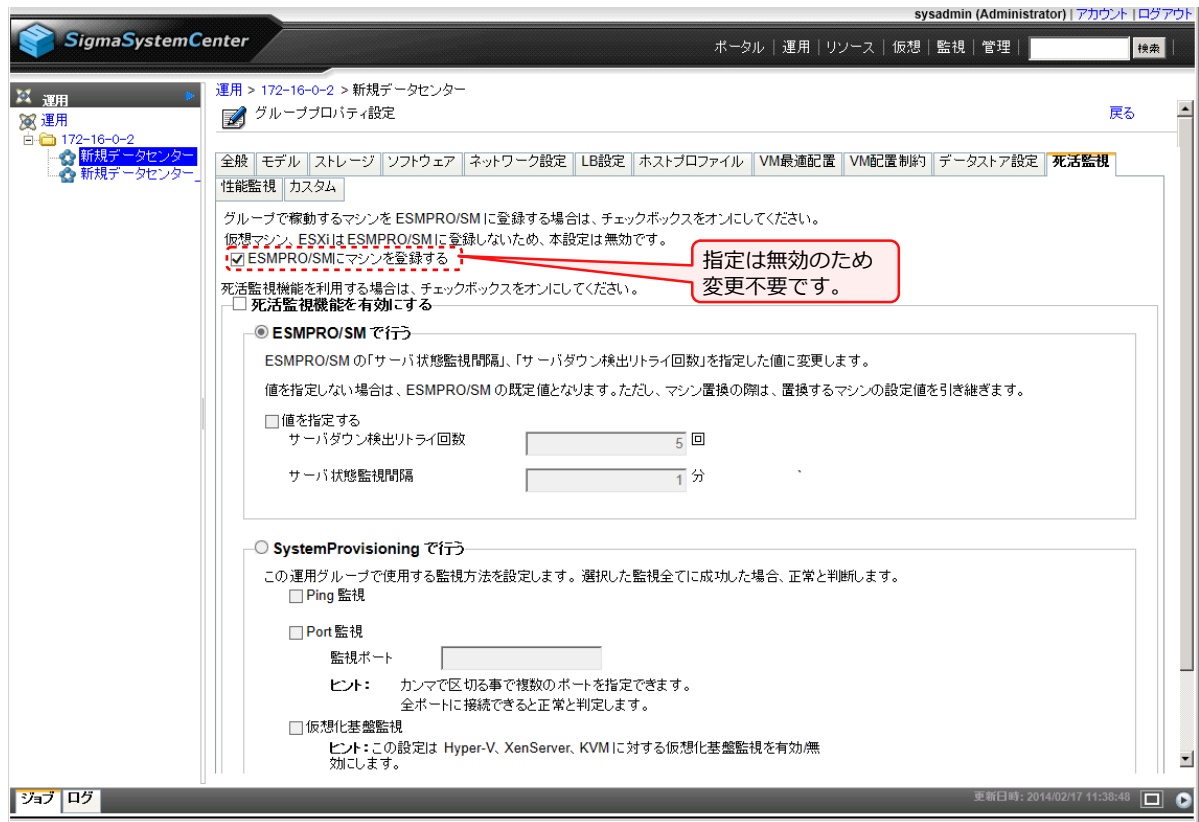 sysadmin (Administrator) | アカウント | ログアウト
SigmaSystemCenter
ポータル | 運用 | リソース | 仮想 | 監視 | 管理 | 検索 |
運用
運用
172-16-0-2
新規データセンター
新規データセンター_
運用 > 172-16-0-2 > 新規データセンター
グループプロパティ設定
戻る
全般 モデル ストレージ ソフトウェア ネットワーク設定 LB設定 ホストプロファイル VM最適配置 VM配置制約 データストア設定 死活監視
性能監視 カスタム
グループで稼動するマシンを ESMPRO/SM に登録する場合は、チェックボックスをオンにしてください。
仮想マシン、ESXi は ESMPRO/SM に登録しないため、本設定は無効です。
ESMPRO/SMにマシンを登録する
指定は無効のため
変更不要です。
死活監視機能を利用する場合は、チェックボックスをオンにしてください。
死活監視機能を有効にする
ESMPRO/SM で行う
ESMPRO/SM の「サーバ状態監視間隔」、「サーバダウン検出リトライ回数」を指定した値に変更します。
値を指定しない場合は、ESMPRO/SM の既定値となります。ただし、マシン置換の際は、置換するマシンの設定値を引き継ぎます。
値を指定する
サーバダウン検出リトライ回数 5 回
サーバ状態監視間隔 1 分
SystemProvisioning で行う
この運用グループで使用する監視方法を設定します。選択した監視全てに成功した場合、正常と判断します。
Ping 監視
Port 監視
監視ポート
ヒント： カンマで区切る事で複数のポートを指定できます。
全ポートに接続できると正常と判定します。
仮想化基盤監視
ヒント：この設定は Hyper-V、XenServer、KVM に対する仮想化基盤監視を有効/無
効にします。
ジョブ ログ
更新日時: 2014/02/17 11:38:48